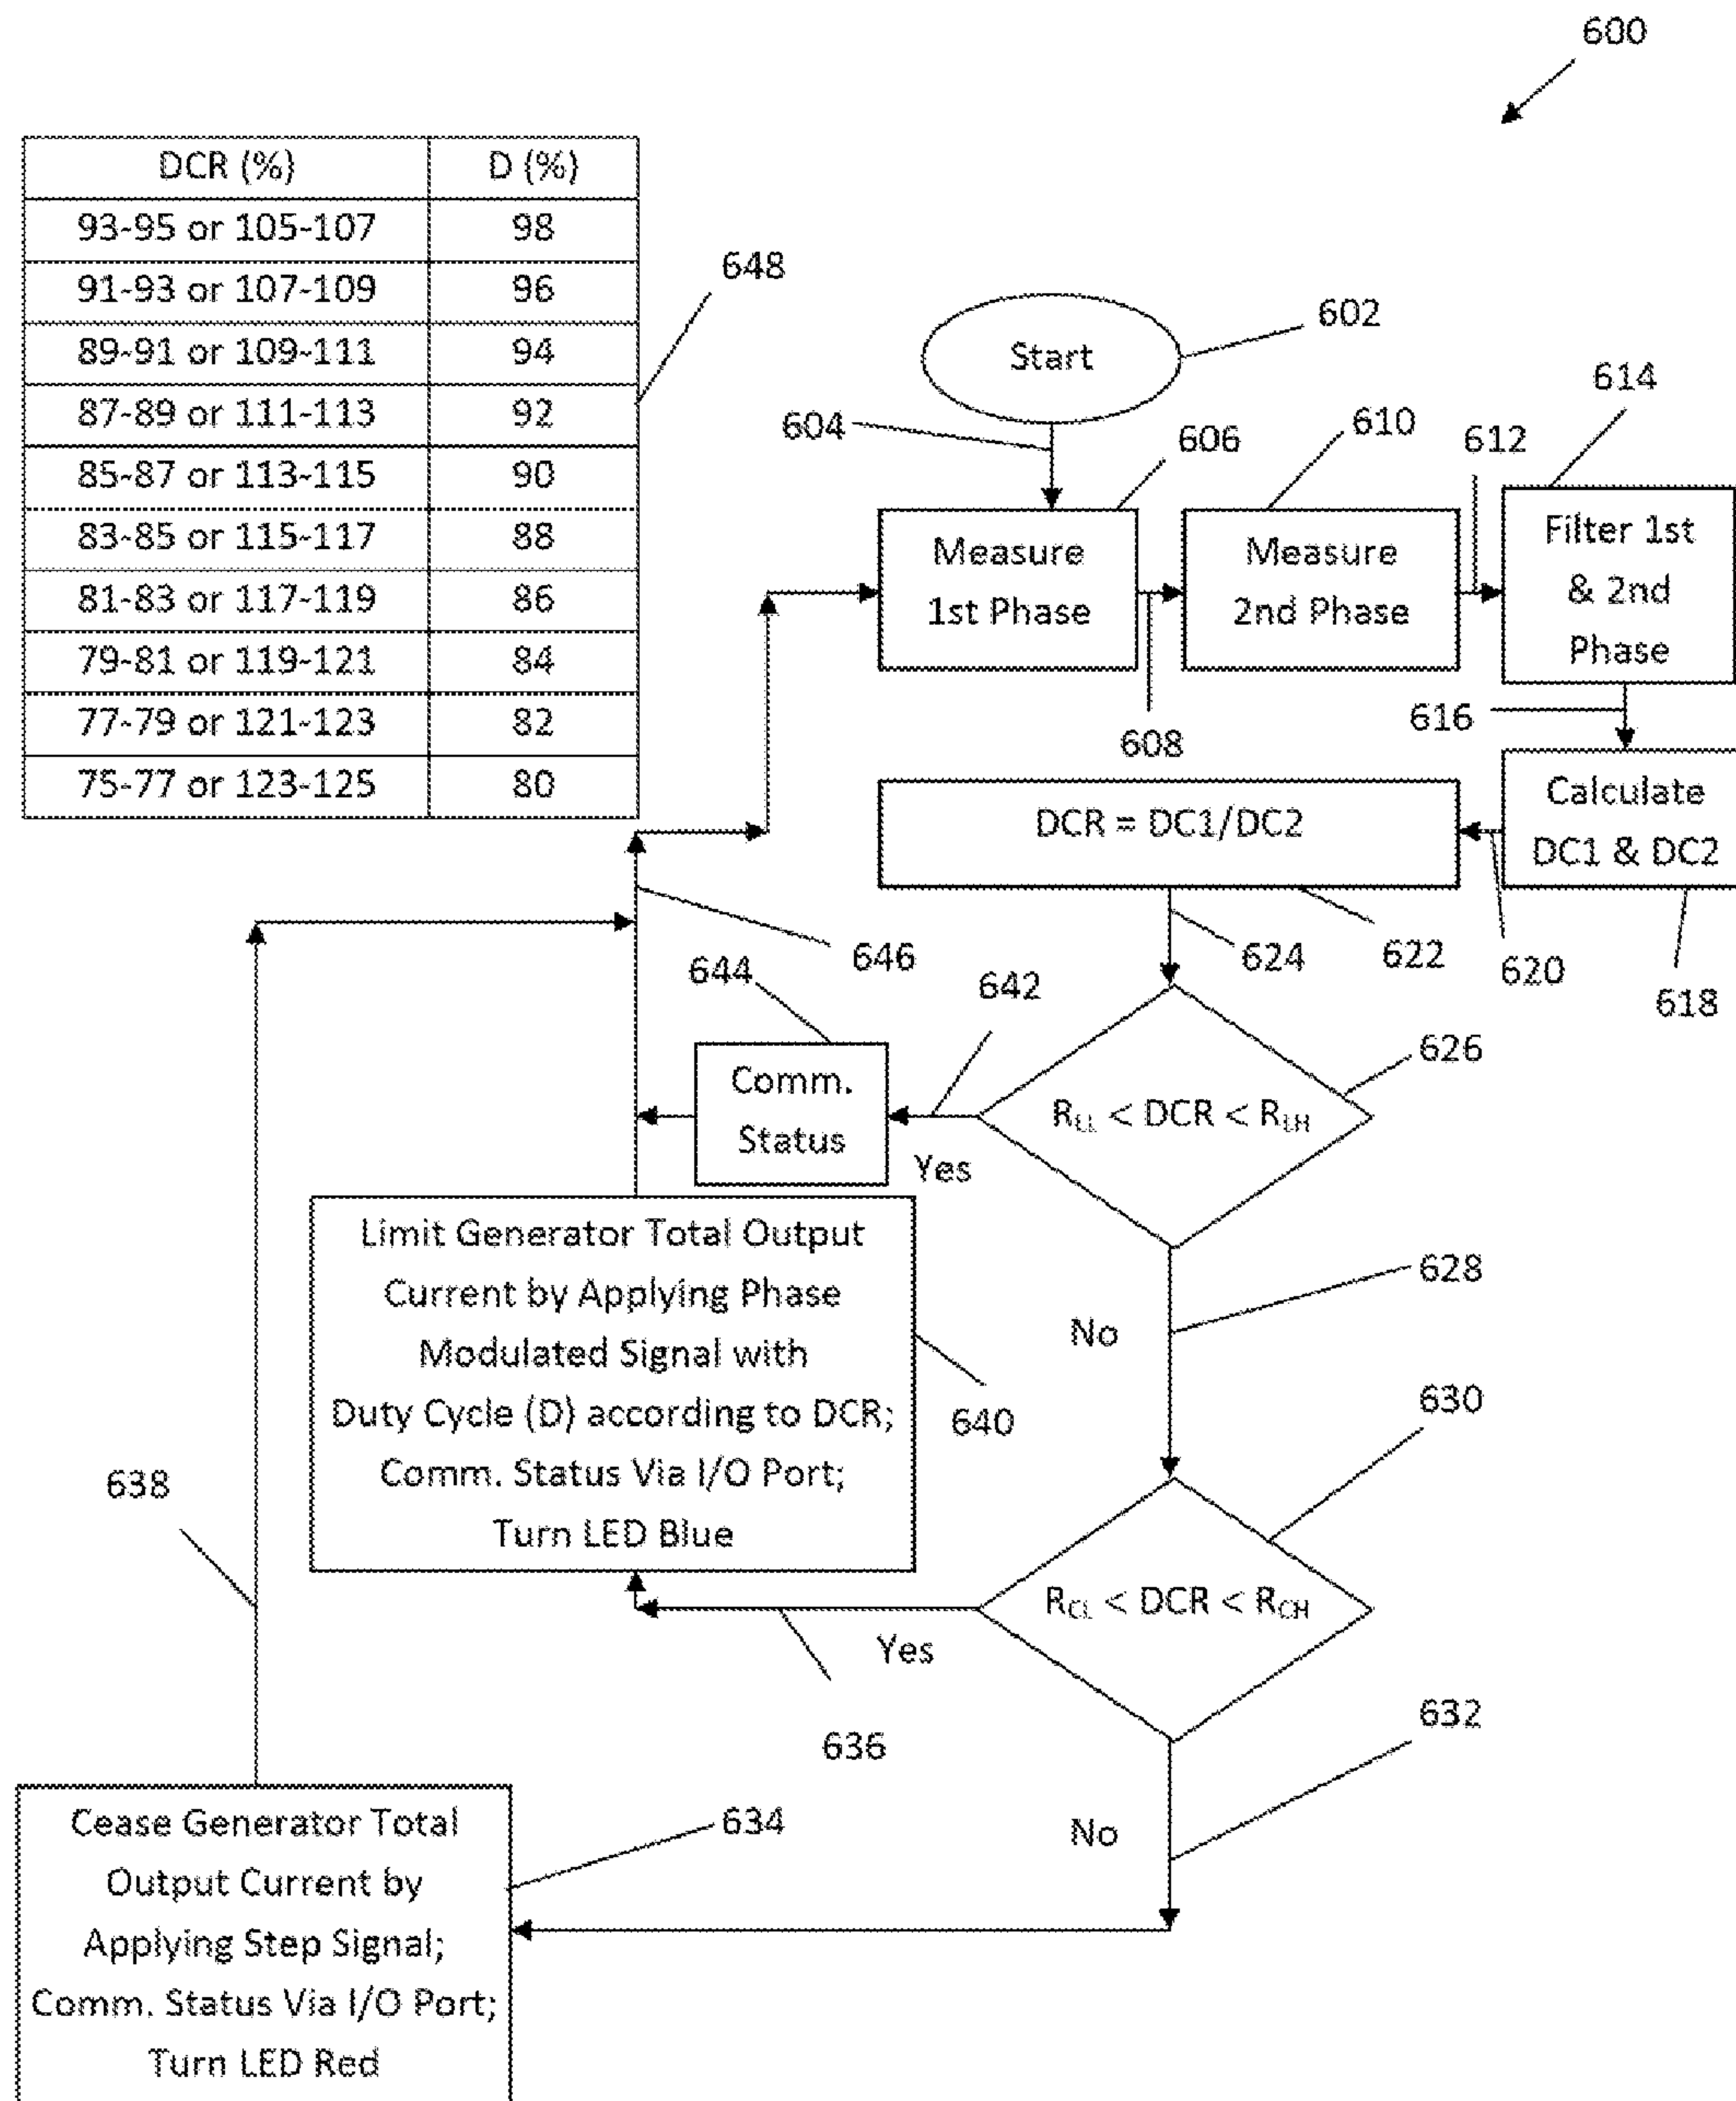 600
DCR (%) D (%)
93-95 or 105-107 98
91-93 or 107-109 96
89-91 or 109-111 94
87-89 or 111-113 92
85-87 or 113-115 90
83-85 or 115-117 88
81-83 or 117-119 86
79-81 or 119-121 84
77-79 or 121-123 82
75-77 or 123-125 80
648
Start
602
604
606
610
612
614
Measure
1st Phase
Measure
2nd Phase
Filter 1st
& 2nd
Phase
608
616
DCR = DC1/DC2
Calculate
DC1 & DC2
646
624
622
620
618
644
642
626
Comm.
Status
Yes
R_LL < DCR < R_LH
Limit Generator Total Output
Current by Applying Phase
Modulated Signal with
Duty Cycle (D) according to DCR;
Comm. Status Via I/O Port;
Turn LED Blue
628
No
640
630
638
R_CL < DCR < R_CH
Yes
636
632
No
Cease Generator Total
Output Current by
Applying Step Signal;
Comm. Status Via I/O Port;
Turn LED Red
634